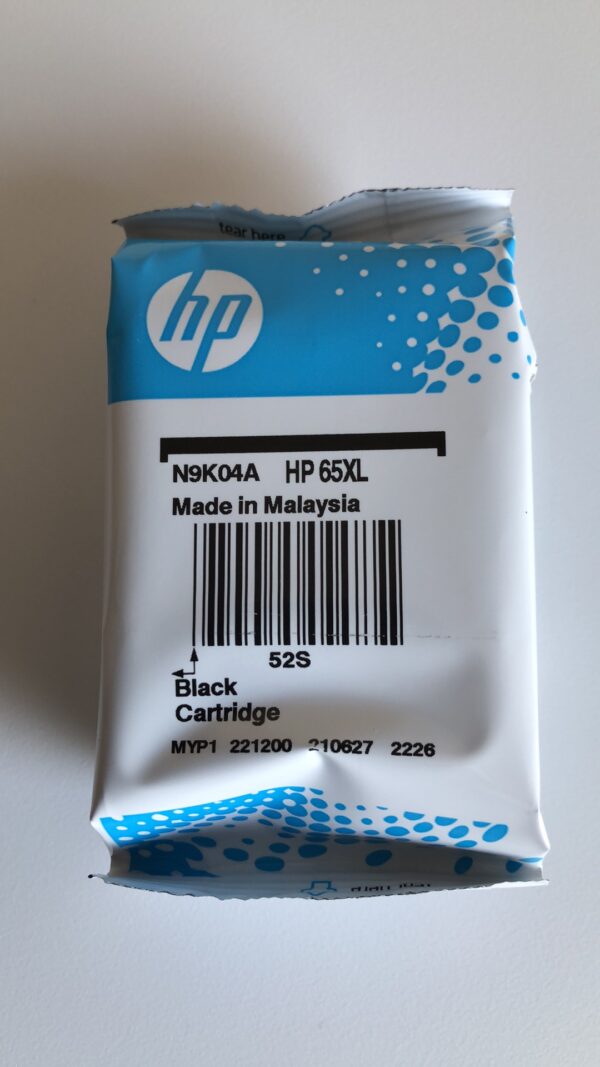 tear here
hp
N9K04A HP 65XL
Made in Malaysia
52S
Black
Cartridge
MYP1 221200 210627 2226